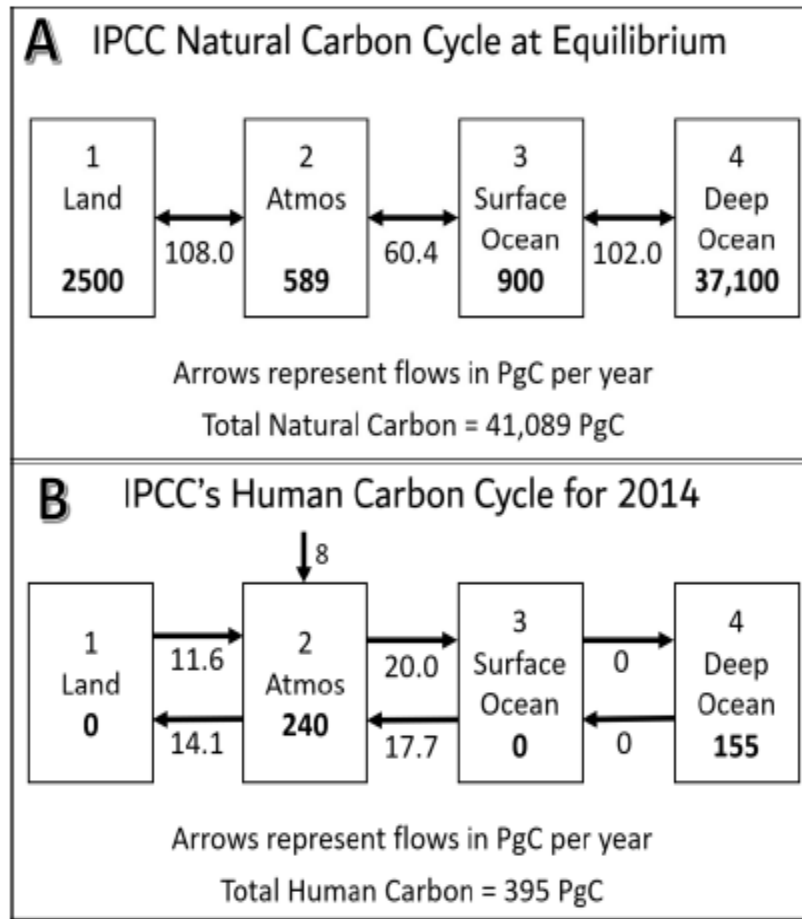 A IPCC Natural Carbon Cycle at Equilibrium
1 2 3 4
Land Atmos Surface Deep
Ocean Ocean
108.0 60.4 102.0
2500 589 900 37,100
Arrows represent flows in PgC per year
Total Natural Carbon = 41,089 PgC
B IPCC's Human Carbon Cycle for 2014
8
1 2 3 4
Land Atmos Surface Deep
Ocean Ocean
11.6 20.0 0
0 240 0 155
14.1 17.7 0
Arrows represent flows in PgC per year
Total Human Carbon = 395 PgC